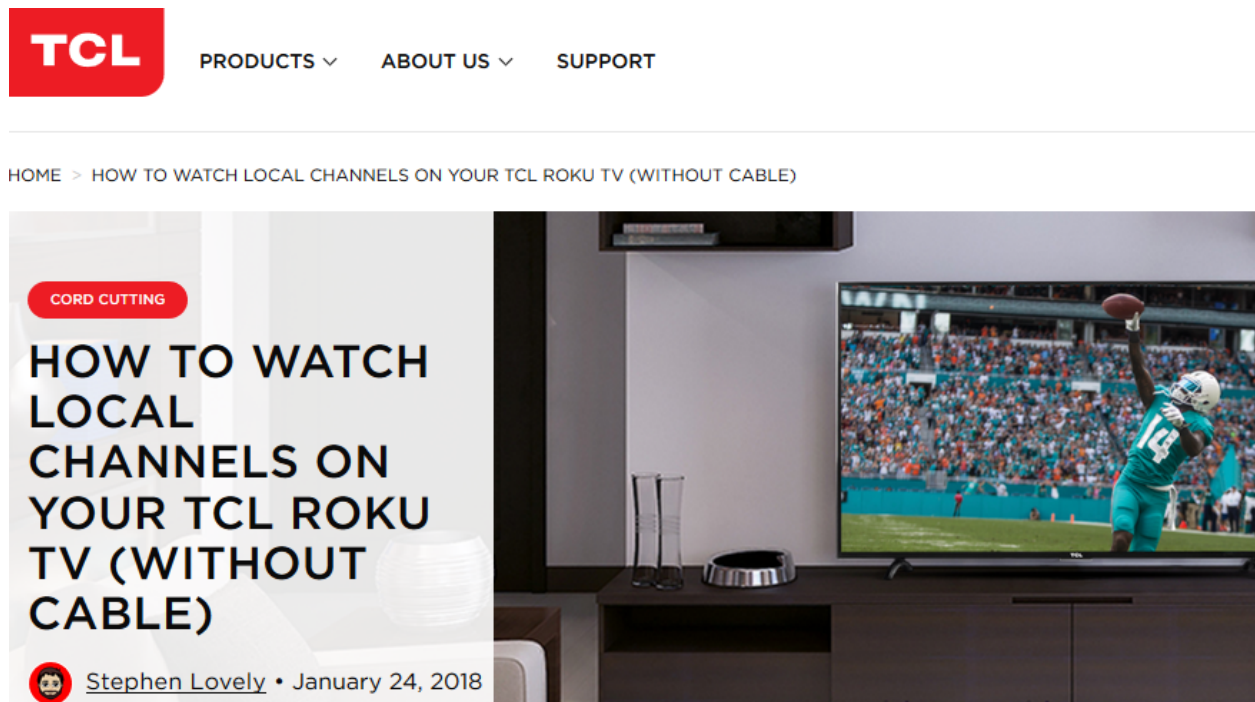 TCL
PRODUCTS ABOUT US SUPPORT
HOME > HOW TO WATCH LOCAL CHANNELS ON YOUR TCL ROKU TV (WITHOUT CABLE)
CORD CUTTING
HOW TO WATCH
LOCAL
CHANNELS ON
YOUR TCL ROKU
TV (WITHOUT
CABLE)
Stephen Lovely • January 24, 2018
14
TCL